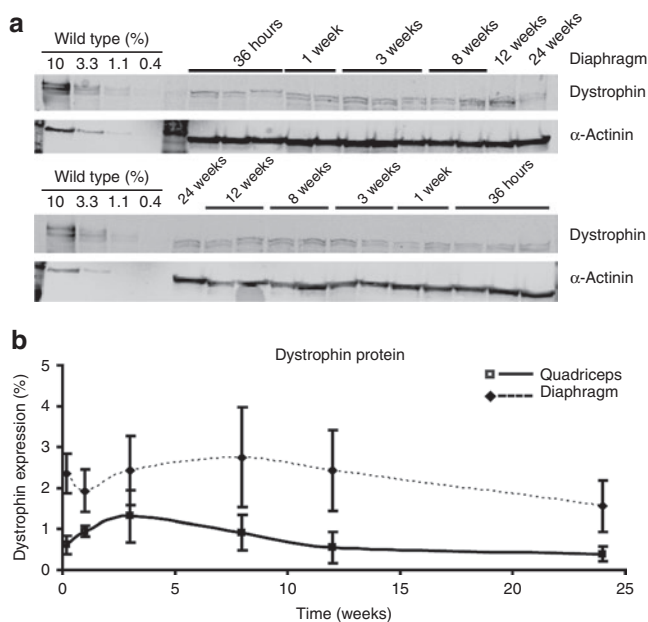 a
Wild type (%)
10 3.3 1.1 0.4
36 hours 1 week 3 weeks 8 weeks 12 weeks 24 weeks
Diaphragm
Dystrophin
α-Actinin
Wild type (%)
10 3.3 1.1 0.4
24 weeks 12 weeks 8 weeks 3 weeks 1 week 36 hours
Dystrophin
α-Actinin
b
Dystrophin protein
Quadriceps
Diaphragm
Dystrophin expression (%)
5
4
3
2
1
0
0 5 10 15 20 25
Time (weeks)